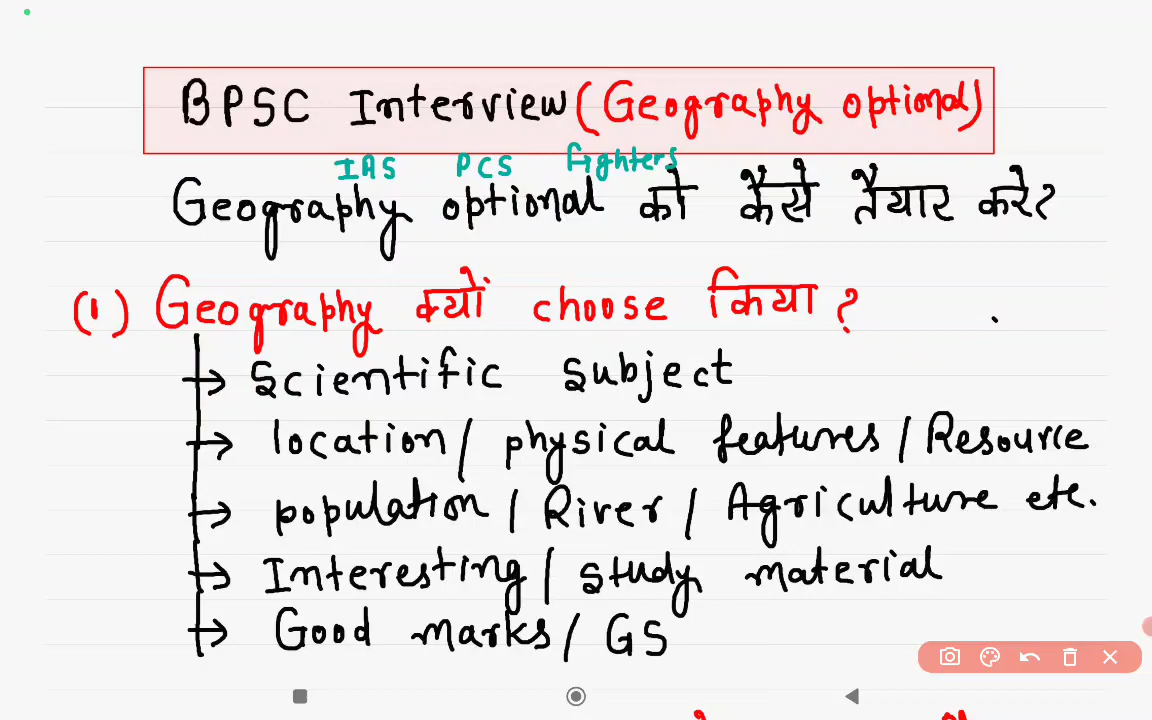 BPSC Interview (Geography optional)
IAS PCS fighters
Geography optional को कैसे तैयार करे?
(1) Geography क्यों choose किया ?
→ Scientific Subject
→ location / physical features / Resource
→ population / River / Agriculture etc.
→ Interesting / study material
→ Good marks / GS